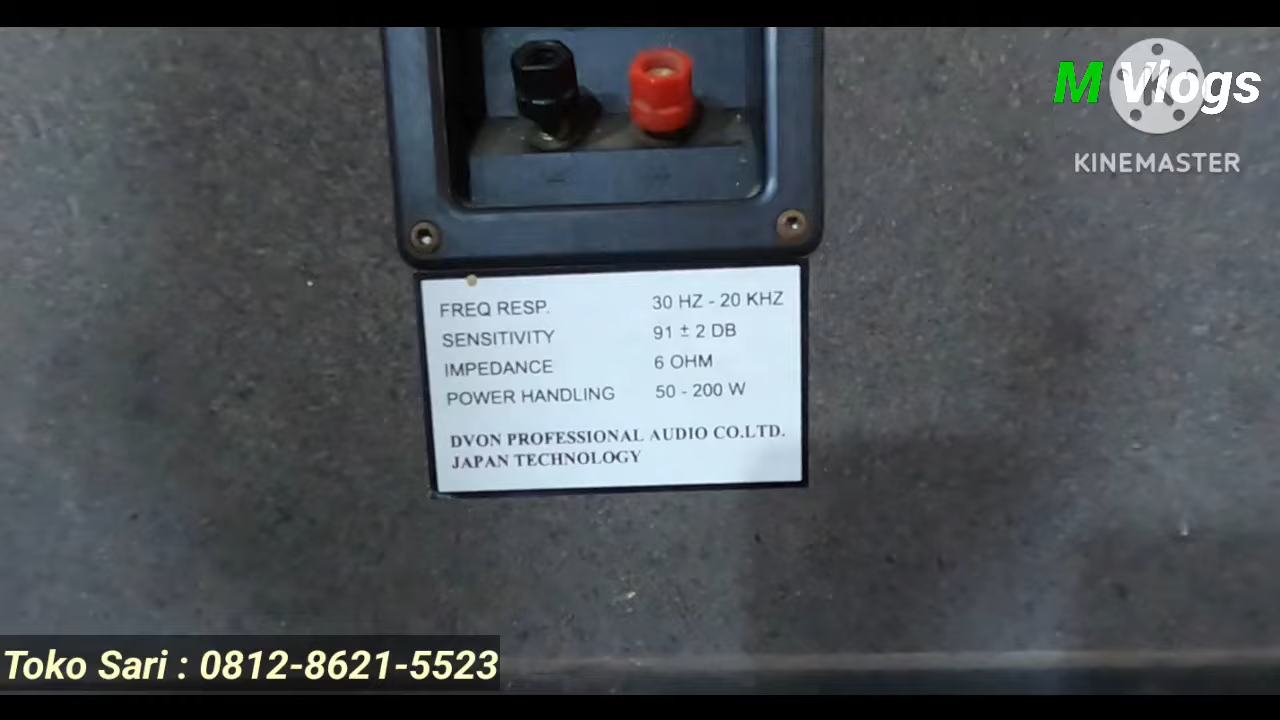 M Vlogs
KINEMASTER
FREQ RESP. 30 HZ - 20 KHZ
SENSITIVITY 91 ± 2 DB
IMPEDANCE 6 OHM
POWER HANDLING 50 - 200 W
DVON PROFESSIONAL AUDIO CO.LTD.
JAPAN TECHNOLOGY
Toko Sari : 0812-8621-5523